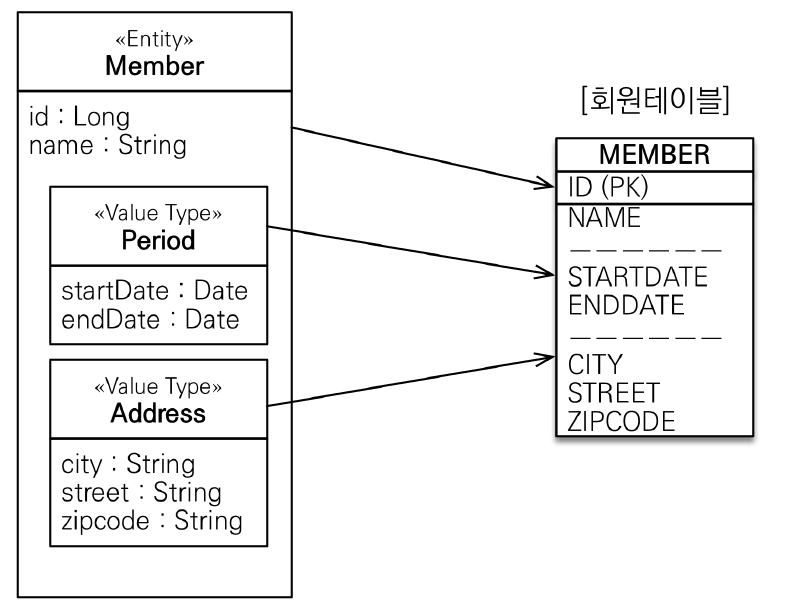 «Entity»
Member
id : Long
name : String
«Value Type»
Period
startDate : Date
endDate : Date
«Value Type»
Address
city : String
street : String
zipcode : String
[회원테이블]
MEMBER
ID (PK)
NAME
——————
STARTDATE
ENDDATE
——————
CITY
STREET
ZIPCODE